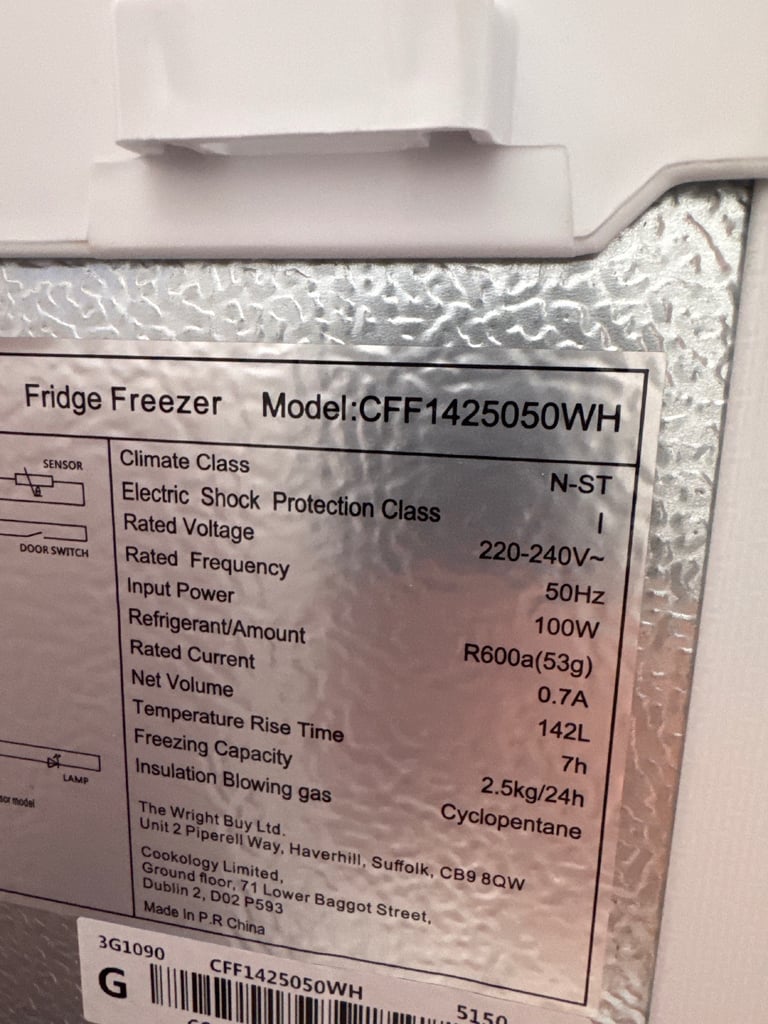 Fridge Freezer Model:CFF1425050WH
SENSOR
DOOR SWITCH
LAMP
model
Climate Class N-ST
Electric Shock Protection Class I
Rated Voltage 220-240V~
Rated Frequency 50Hz
Input Power 100W
Refrigerant/Amount R600a(53g)
Rated Current 0.7A
Net Volume 142L
Temperature Rise Time 7h
Freezing Capacity 2.5kg/24h
Insulation Blowing gas Cyclopentane
The Wright Buy Ltd.
Unit 2 Piperell Way, Haverhill, Suffolk, CB9 8QW
Cookology Limited,
Ground floor, 71 Lower Baggot Street,
Dublin 2, D02 P593
Made In P.R China
3G1090 CFF1425050WH 5150
G